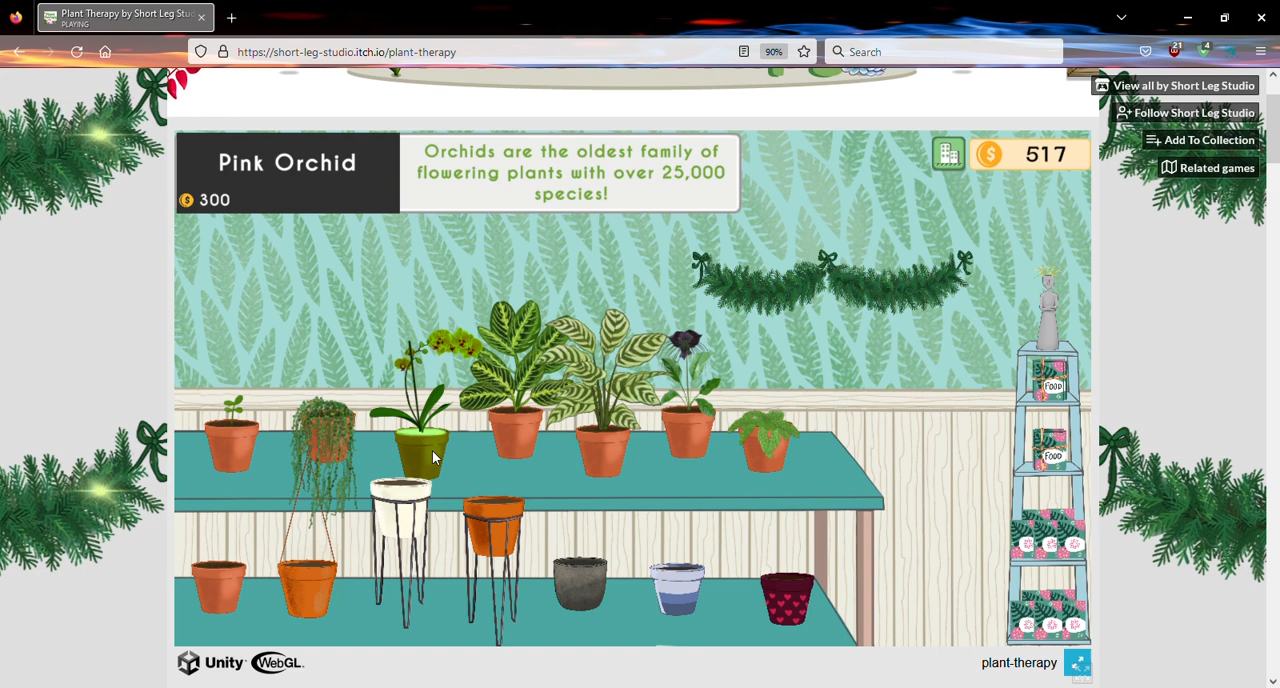 Plant Therapy by Short Leg Stu
PLAYING
https://short-leg-studio.itch.io/plant-therapy
90%
Search
21
4
View all by Short Leg Studio
Follow Short Leg Studio
Add To Collection
Related games
Pink Orchid
300
Orchids are the oldest family of
flowering plants with over 25,000
species!
517
FOOD
FOOD
Unity WebGL
plant-therapy